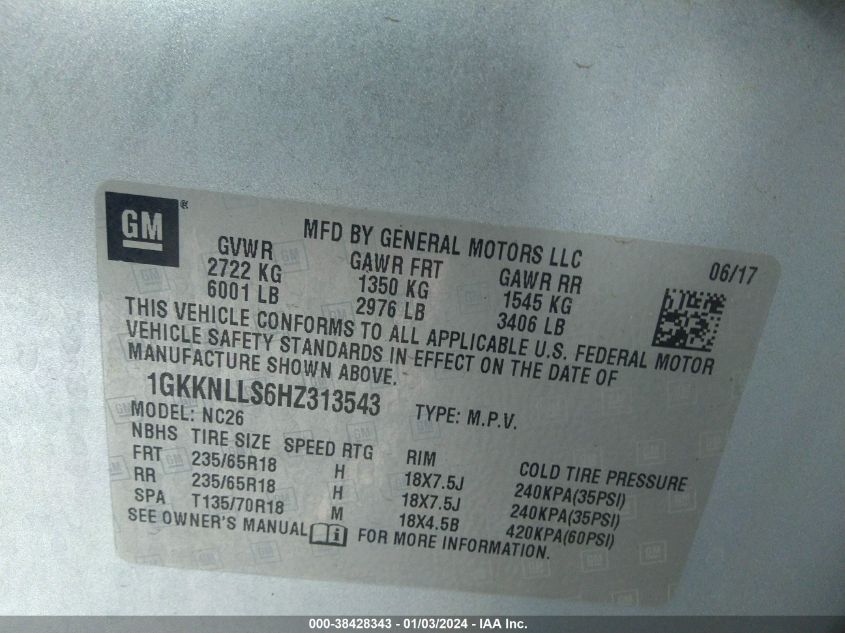 GM ®
MFD BY GENERAL MOTORS LLC 06/17
GVWR GAWR FRT GAWR RR
2722 KG 1350 KG 1545 KG
6001 LB 2976 LB 3406 LB
THIS VEHICLE CONFORMS TO ALL APPLICABLE U.S. FEDERAL MOTOR
VEHICLE SAFETY STANDARDS IN EFFECT ON THE DATE OF
MANUFACTURE SHOWN ABOVE.
1GKKNLLS6HZ313543 TYPE: M.P.V.
MODEL: NC26
NBHS TIRE SIZE SPEED RTG RIM COLD TIRE PRESSURE
FRT 235/65R18 H 18X7.5J 240KPA(35PSI)
RR 235/65R18 H 18X7.5J 240KPA(35PSI)
SPA T135/70R18 M 18X4.5B 420KPA(60PSI)
SEE OWNER'S MANUAL FOR MORE INFORMATION.
000-38428343 - 01/03/2024 - IAA Inc.